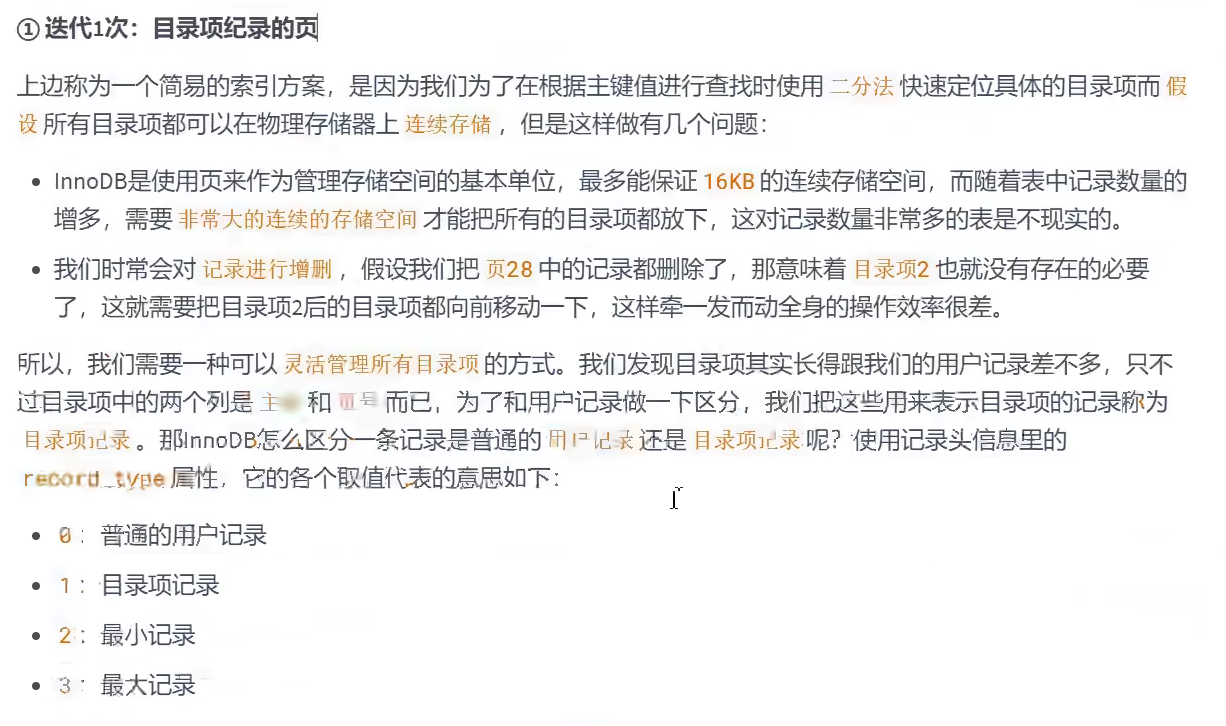 ① 迭代1次：目录项纪录的页
上边称为一个简易的索引方案，是因为我们为了在根据主键值进行查找时使用 二分法 快速定位具体的目录项而 假
设 所有目录项都可以在物理存储器上 连续存储 ，但是这样做有几个问题：
• InnoDB是使用页来作为管理存储空间的基本单位，最多能保证 16KB 的连续存储空间，而随着表中记录数量的
增多，需要 非常大的连续的存储空间 才能把所有的目录项都放下，这对记录数量非常多的表是不现实的。
• 我们时常会对 记录进行增删 ，假设我们把 页28 中的记录都删除了，那意味着 目录项2 也就没有存在的必要
了，这就需要把目录项2后的目录项都向前移动一下，这样牵一发而动全身的操作效率很差。
所以，我们需要一种可以 灵活管理所有目录项 的方式。我们发现目录项其实长得跟我们的用户记录差不多，只不
过目录项中的两个列是 和 而已，为了和用户记录做一下区分，我们把这些用来表示目录项的记录称为
目录项记录 。那InnoDB怎么区分一条记录是普通的 用户记录 还是 目录项记录 呢？使用记录头信息里的
record_type 属性，它的各个取值代表的意思如下：
• 0 ：普通的用户记录
• 1 ：目录项记录
• 2 ：最小记录
• 3 ：最大记录